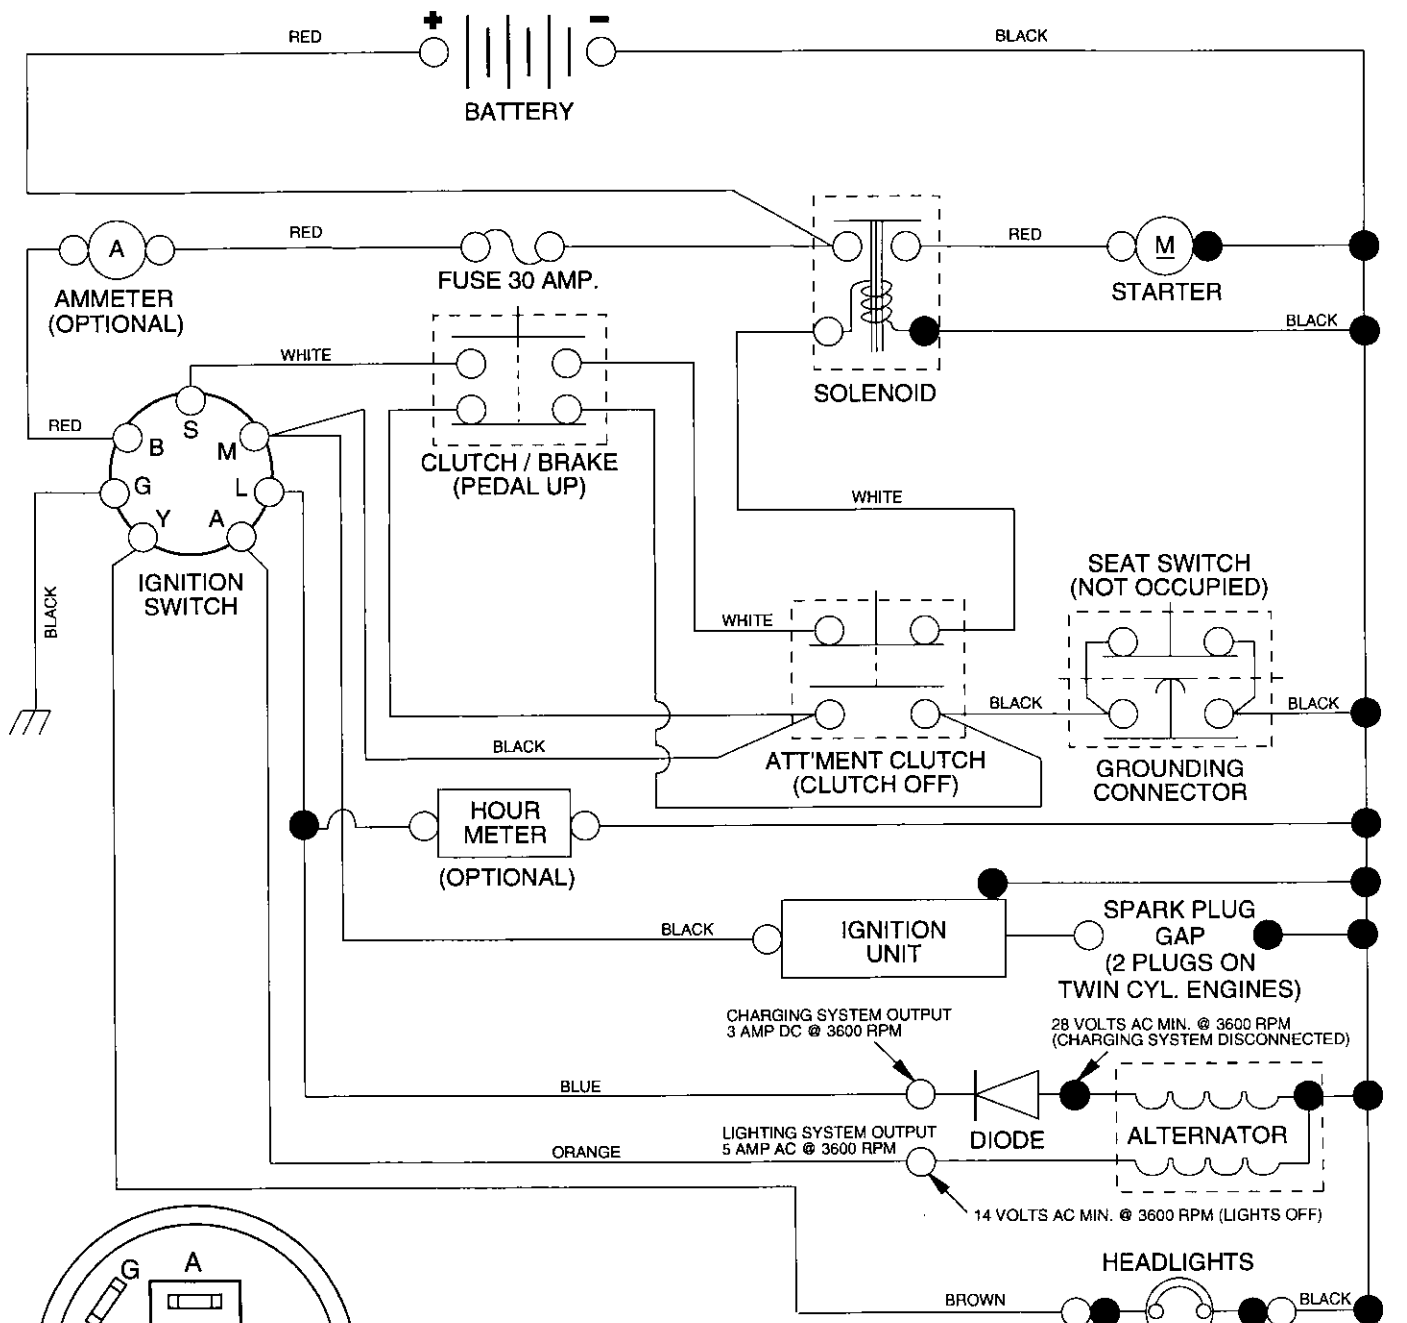 + −
RED
BLACK
BATTERY
A
RED
RED
M
FUSE 30 AMP.
AMMETER
(OPTIONAL)
STARTER
BLACK
WHITE
SOLENOID
RED
S
B
M
CLUTCH / BRAKE
(PEDAL UP)
G
L
Y
A
WHITE
IGNITION
SWITCH
BLACK
SEAT SWITCH
(NOT OCCUPIED)
WHITE
BLACK
BLACK
BLACK
ATT'MENT CLUTCH
(CLUTCH OFF)
GROUNDING
CONNECTOR
HOUR
METER
(OPTIONAL)
BLACK
IGNITION
UNIT
SPARK PLUG
GAP
(2 PLUGS ON
TWIN CYL. ENGINES)
CHARGING SYSTEM OUTPUT
3 AMP DC @ 3600 RPM
28 VOLTS AC MIN. @ 3600 RPM
(CHARGING SYSTEM DISCONNECTED)
BLUE
DIODE
ALTERNATOR
LIGHTING SYSTEM OUTPUT
5 AMP AC @ 3600 RPM
ORANGE
14 VOLTS AC MIN. @ 3600 RPM (LIGHTS OFF)
G
A
HEADLIGHTS
BROWN
BLACK